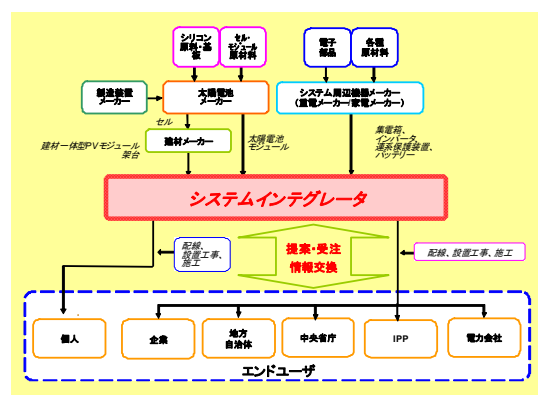 シリコン
原料・基
板
セル・
モジュール
原材料
電子
部品
各種
原材料
製造装置
メーカー
太陽電池
メーカー
システム周辺機器メーカー
（重電メーカー/家電メーカー）
セル
建材メーカー
建材一体型PVモジュール
架台
太陽電池
モジュール
集電箱、
インバータ、
連系保護装置、
バッテリー
システムインテグレータ
配線、
設置工事、
施工
提案・受注
情報交換
配線、設置工事、施工
個人
企業
地方
自治体
中央省庁
IPP
電力会社
エンドユーザ